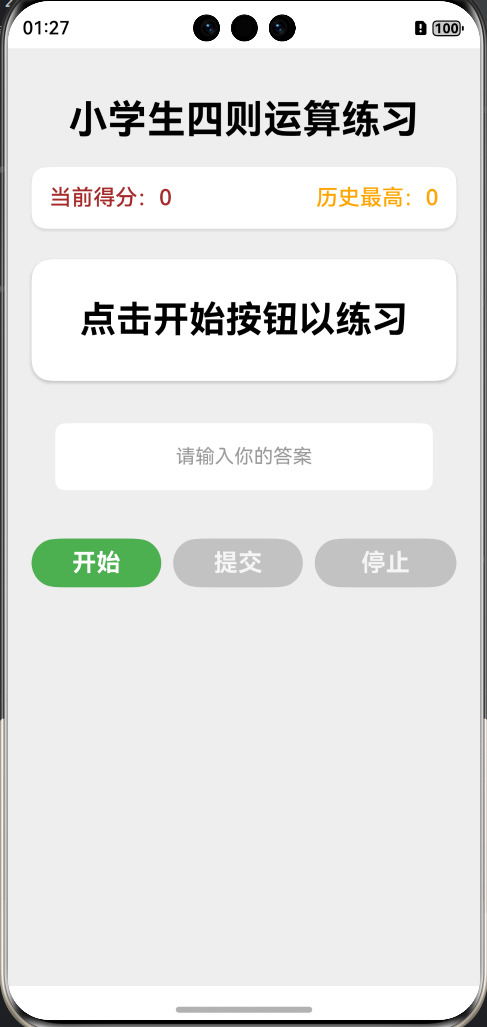 01:27
100
小学生四则运算练习
当前得分：0
历史最高：0
点击开始按钮以练习
请输入你的答案
开始
提交
停止